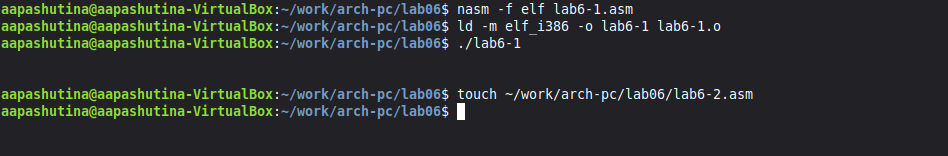 aapashutina@aapashutina-VirtualBox:~/work/arch-pc/lab06$ nasm -f elf lab6-1.asm
aapashutina@aapashutina-VirtualBox:~/work/arch-pc/lab06$ ld -m elf_i386 -o lab6-1 lab6-1.o
aapashutina@aapashutina-VirtualBox:~/work/arch-pc/lab06$ ./lab6-1
aapashutina@aapashutina-VirtualBox:~/work/arch-pc/lab06$ touch ~/work/arch-pc/lab06/lab6-2.asm
aapashutina@aapashutina-VirtualBox:~/work/arch-pc/lab06$